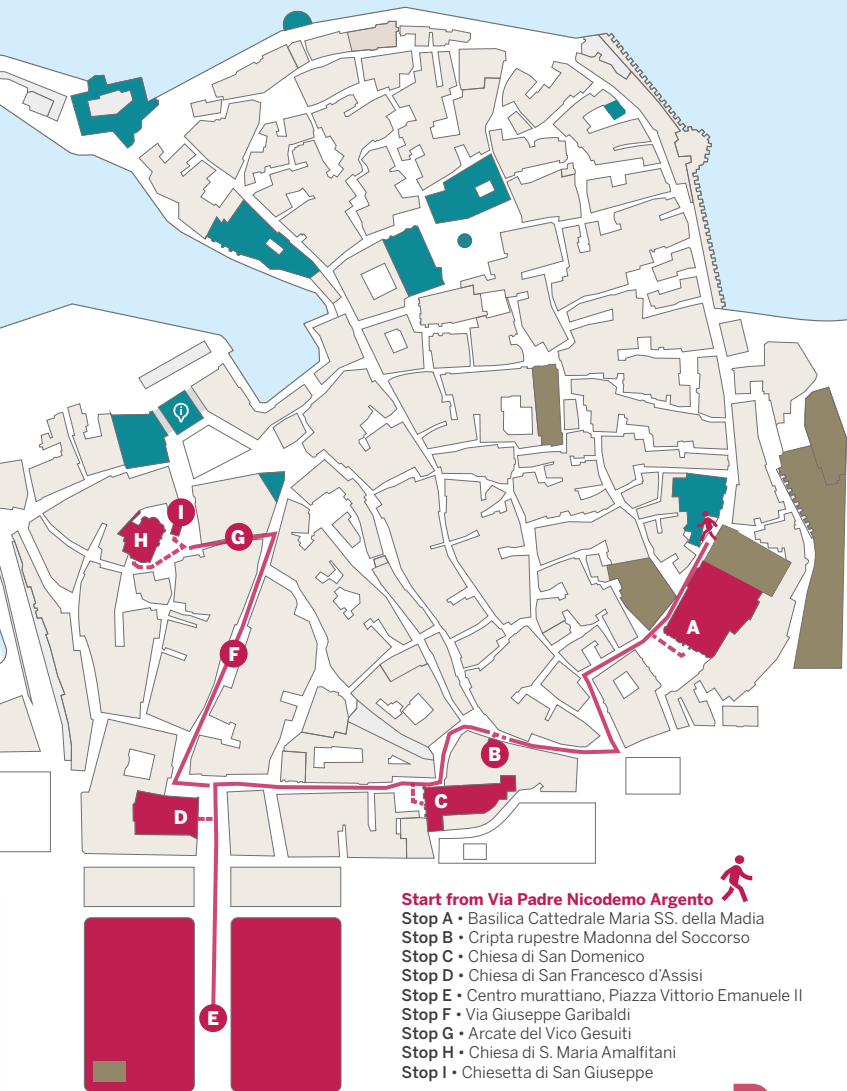 i
I
H
G
A
F
B
C
D
E
Start from Via Padre Nicodemo Argento
Stop A • Basilica Cattedrale Maria SS. della Madia
Stop B • Cripta rupestre Madonna del Soccorso
Stop C • Chiesa di San Domenico
Stop D • Chiesa di San Francesco d'Assisi
Stop E • Centro murattiano, Piazza Vittorio Emanuele II
Stop F • Via Giuseppe Garibaldi
Stop G • Arcate del Vico Gesuiti
Stop H • Chiesa di S. Maria Amalfitani
Stop I • Chiesetta di San Giuseppe